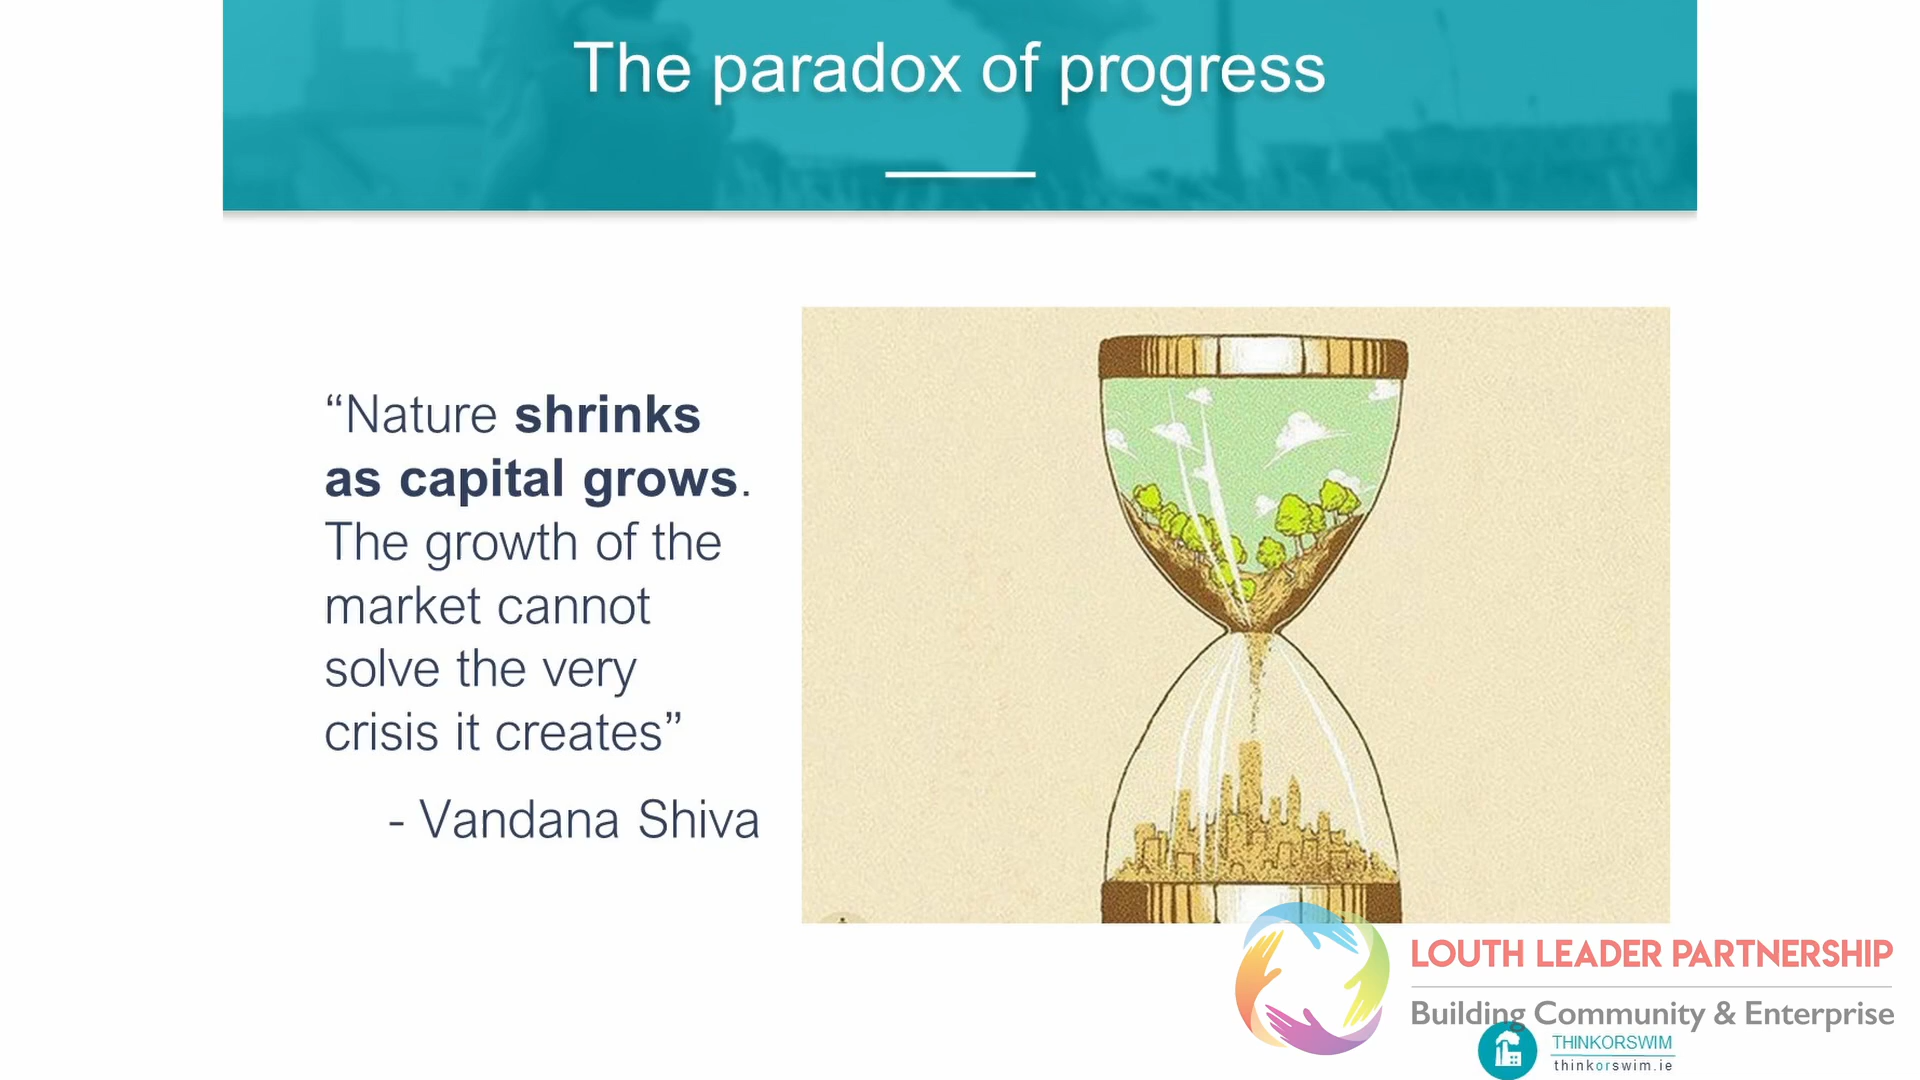 The paradox of progress
“Nature shrinks
as capital grows.
The growth of the
market cannot
solve the very
crisis it creates”
- Vandana Shiva
LOUTH LEADER PARTNERSHIP
Building Community & Enterprise
THINKORSWIM
thinkorswim.ie